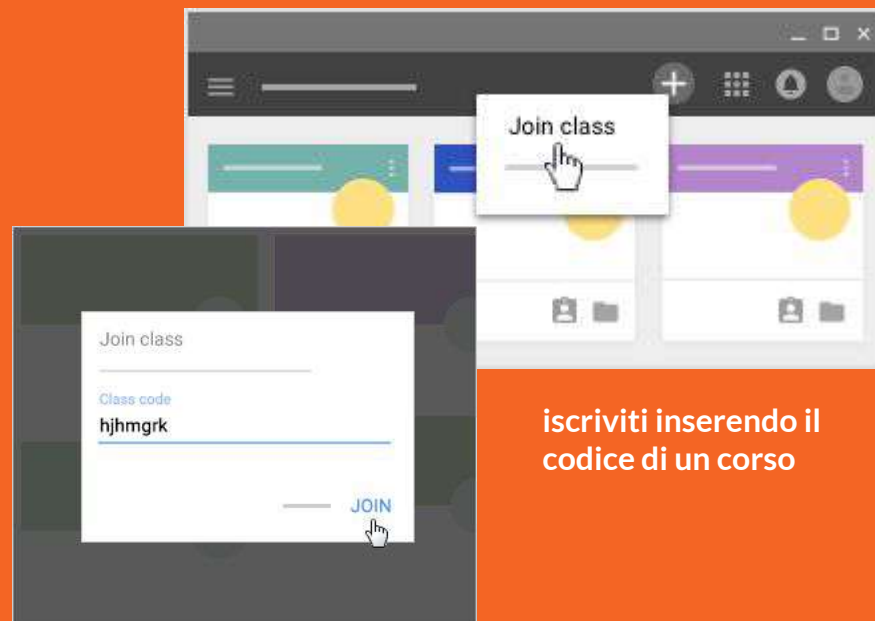 Join class
Join class
Class code
hjhmgrk
JOIN
iscriviti inserendo il
codice di un corso